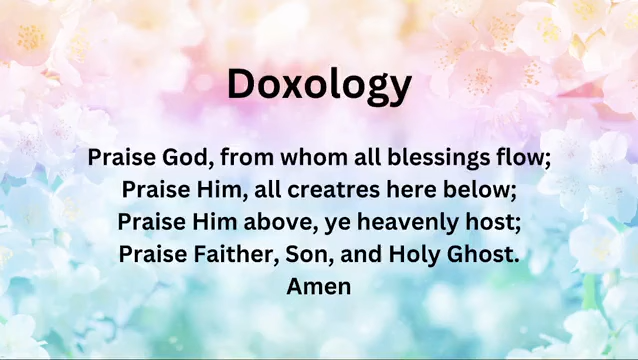 Doxology
Praise God, from whom all blessings flow;
Praise Him, all creatres here below;
Praise Him above, ye heavenly host;
Praise Faither, Son, and Holy Ghost.
Amen